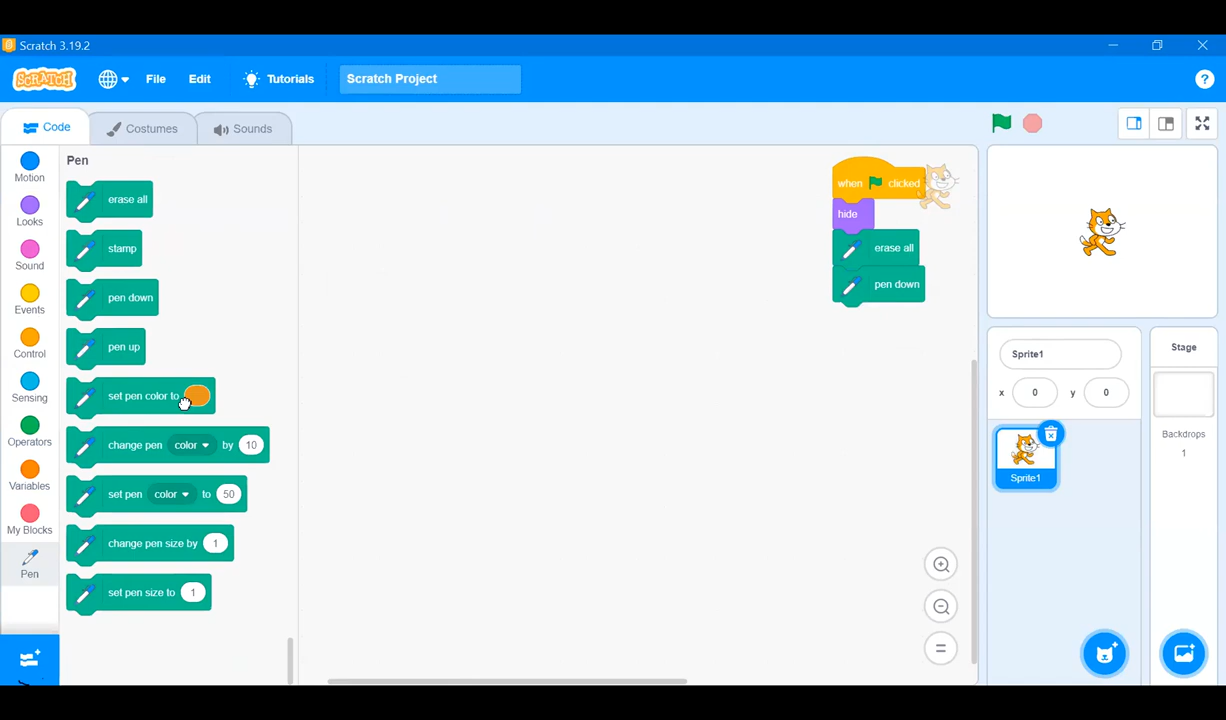 Scratch 3.19.2
SCRATCH
File
Edit
Tutorials
Scratch Project
?
Code
Costumes
Sounds
Motion
Looks
Sound
Events
Control
Sensing
Operators
Variables
My Blocks
Pen
Pen
erase all
stamp
pen down
pen up
set pen color to
change pen color by 10
set pen color to 50
change pen size by 1
set pen size to 1
when clicked
hide
erase all
pen down
Sprite1
x 0 y 0
Sprite1
Stage
Backdrops
1